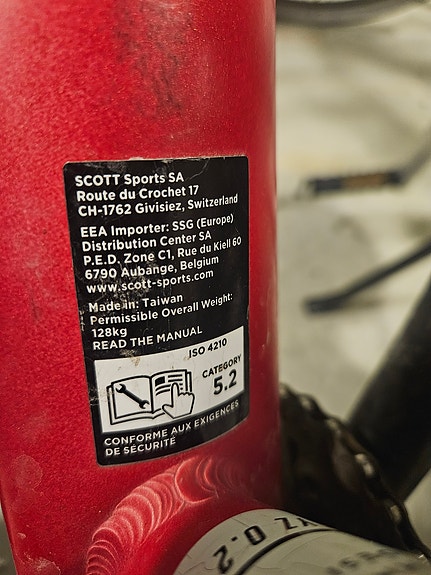 SCOTT Sports SA
Route du Crochet 17
CH-1762 Givisiez, Switzerland
EEA Importer: SSG (Europe)
Distribution Center SA
P.E.D. Zone C1, Rue du Kiell 60
6790 Aubange, Belgium
www.scott-sports.com
Made in: Taiwan
Permissible Overall Weight:
128kg
READ THE MANUAL
ISO 4210
CATEGORY
5.2
CONFORME AUX EXIGENCES
DE SÉCURITÉ